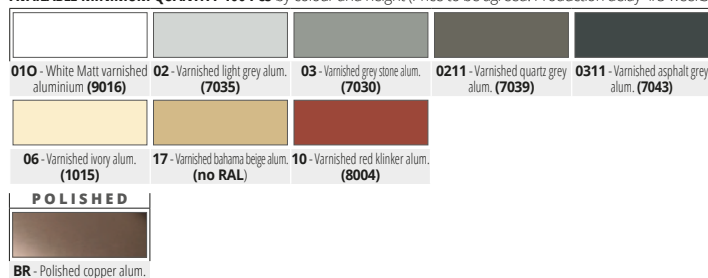 01O - White Matt varnished aluminium (9016)
02 - Varnished light grey alum. (7035)
03 - Varnished grey stone alum. (7030)
0211 - Varnished quartz grey alum. (7039)
0311 - Varnished asphalt grey alum. (7043)
06 - Varnished ivory alum. (1015)
17 - Varnished bahama beige alum. (no RAL)
10 - Varnished red klinker alum. (8004)
POLISHED
BR - Polished copper alum.